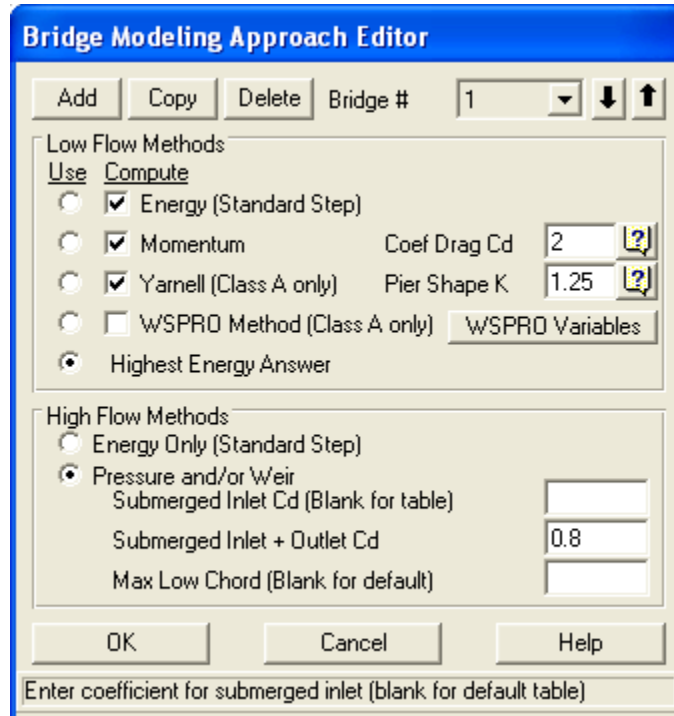 Bridge Modeling Approach Editor
Add Copy Delete Bridge # 1
Low Flow Methods
Use Compute
Energy (Standard Step)
Momentum Coef Drag Cd 2 ?
Yarnell (Class A only) Pier Shape K 1.25 ?
WSPRO Method (Class A only) WSPRO Variables
Highest Energy Answer
High Flow Methods
Energy Only (Standard Step)
Pressure and/or Weir
Submerged Inlet Cd (Blank for table)
Submerged Inlet + Outlet Cd 0.8
Max Low Chord (Blank for default)
OK Cancel Help
Enter coefficient for submerged inlet (blank for default table)